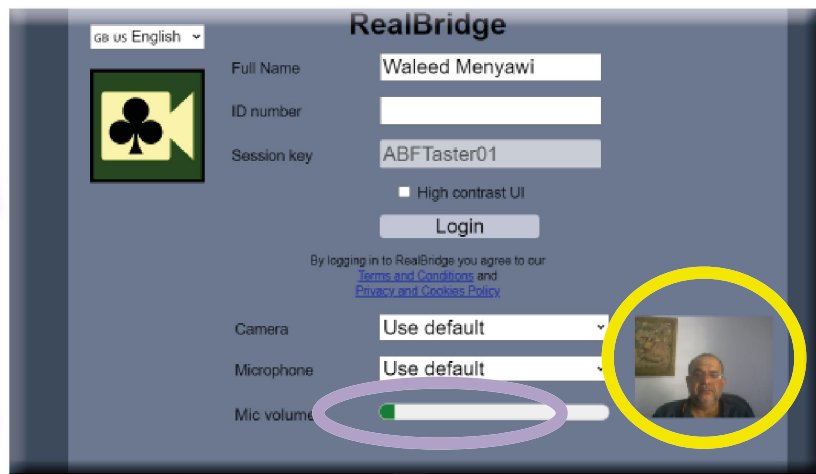 RealBridge
GB US English
Full Name Waleed Menyawi
ID number
Session key ABFTaster01
High contrast UI
Login
By logging in to RealBridge you agree to our
Terms and Conditions and
Privacy and Cookies Policy
Camera Use default
Microphone Use default
Mic volume